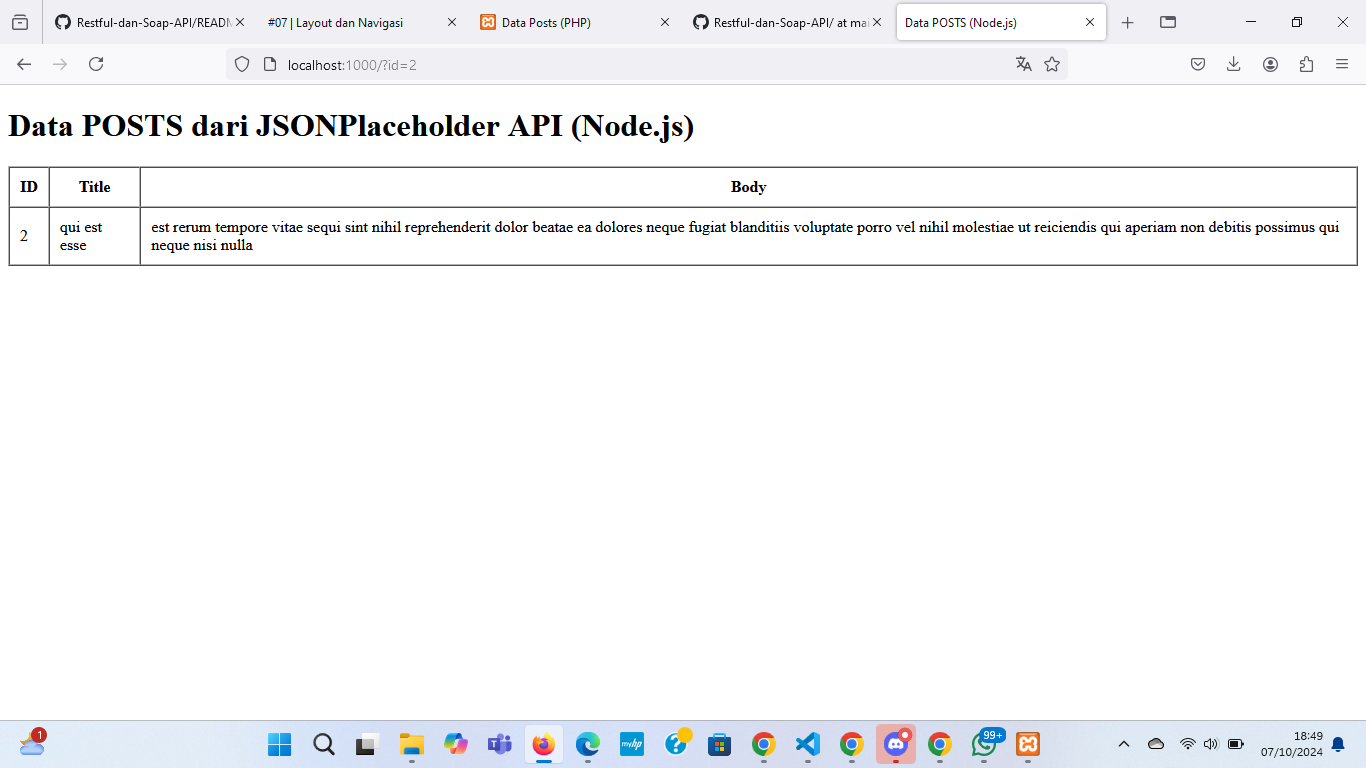 Restful-dan-Soap-API/READM
#07 | Layout dan Navigasi
Data Posts (PHP)
Restful-dan-Soap-API/ at mai
Data POSTS (Node.js)
localhost:1000/?id=2
Data POSTS dari JSONPlaceholder API (Node.js)
ID Title Body
2 qui est esse est rerum tempore vitae sequi sint nihil reprehenderit dolor beatae ea dolores neque fugiat blanditiis voluptate porro vel nihil molestiae ut reiciendis qui aperiam non debitis possimus qui
neque nisi nulla
1
myhp
99+
18:49
07/10/2024